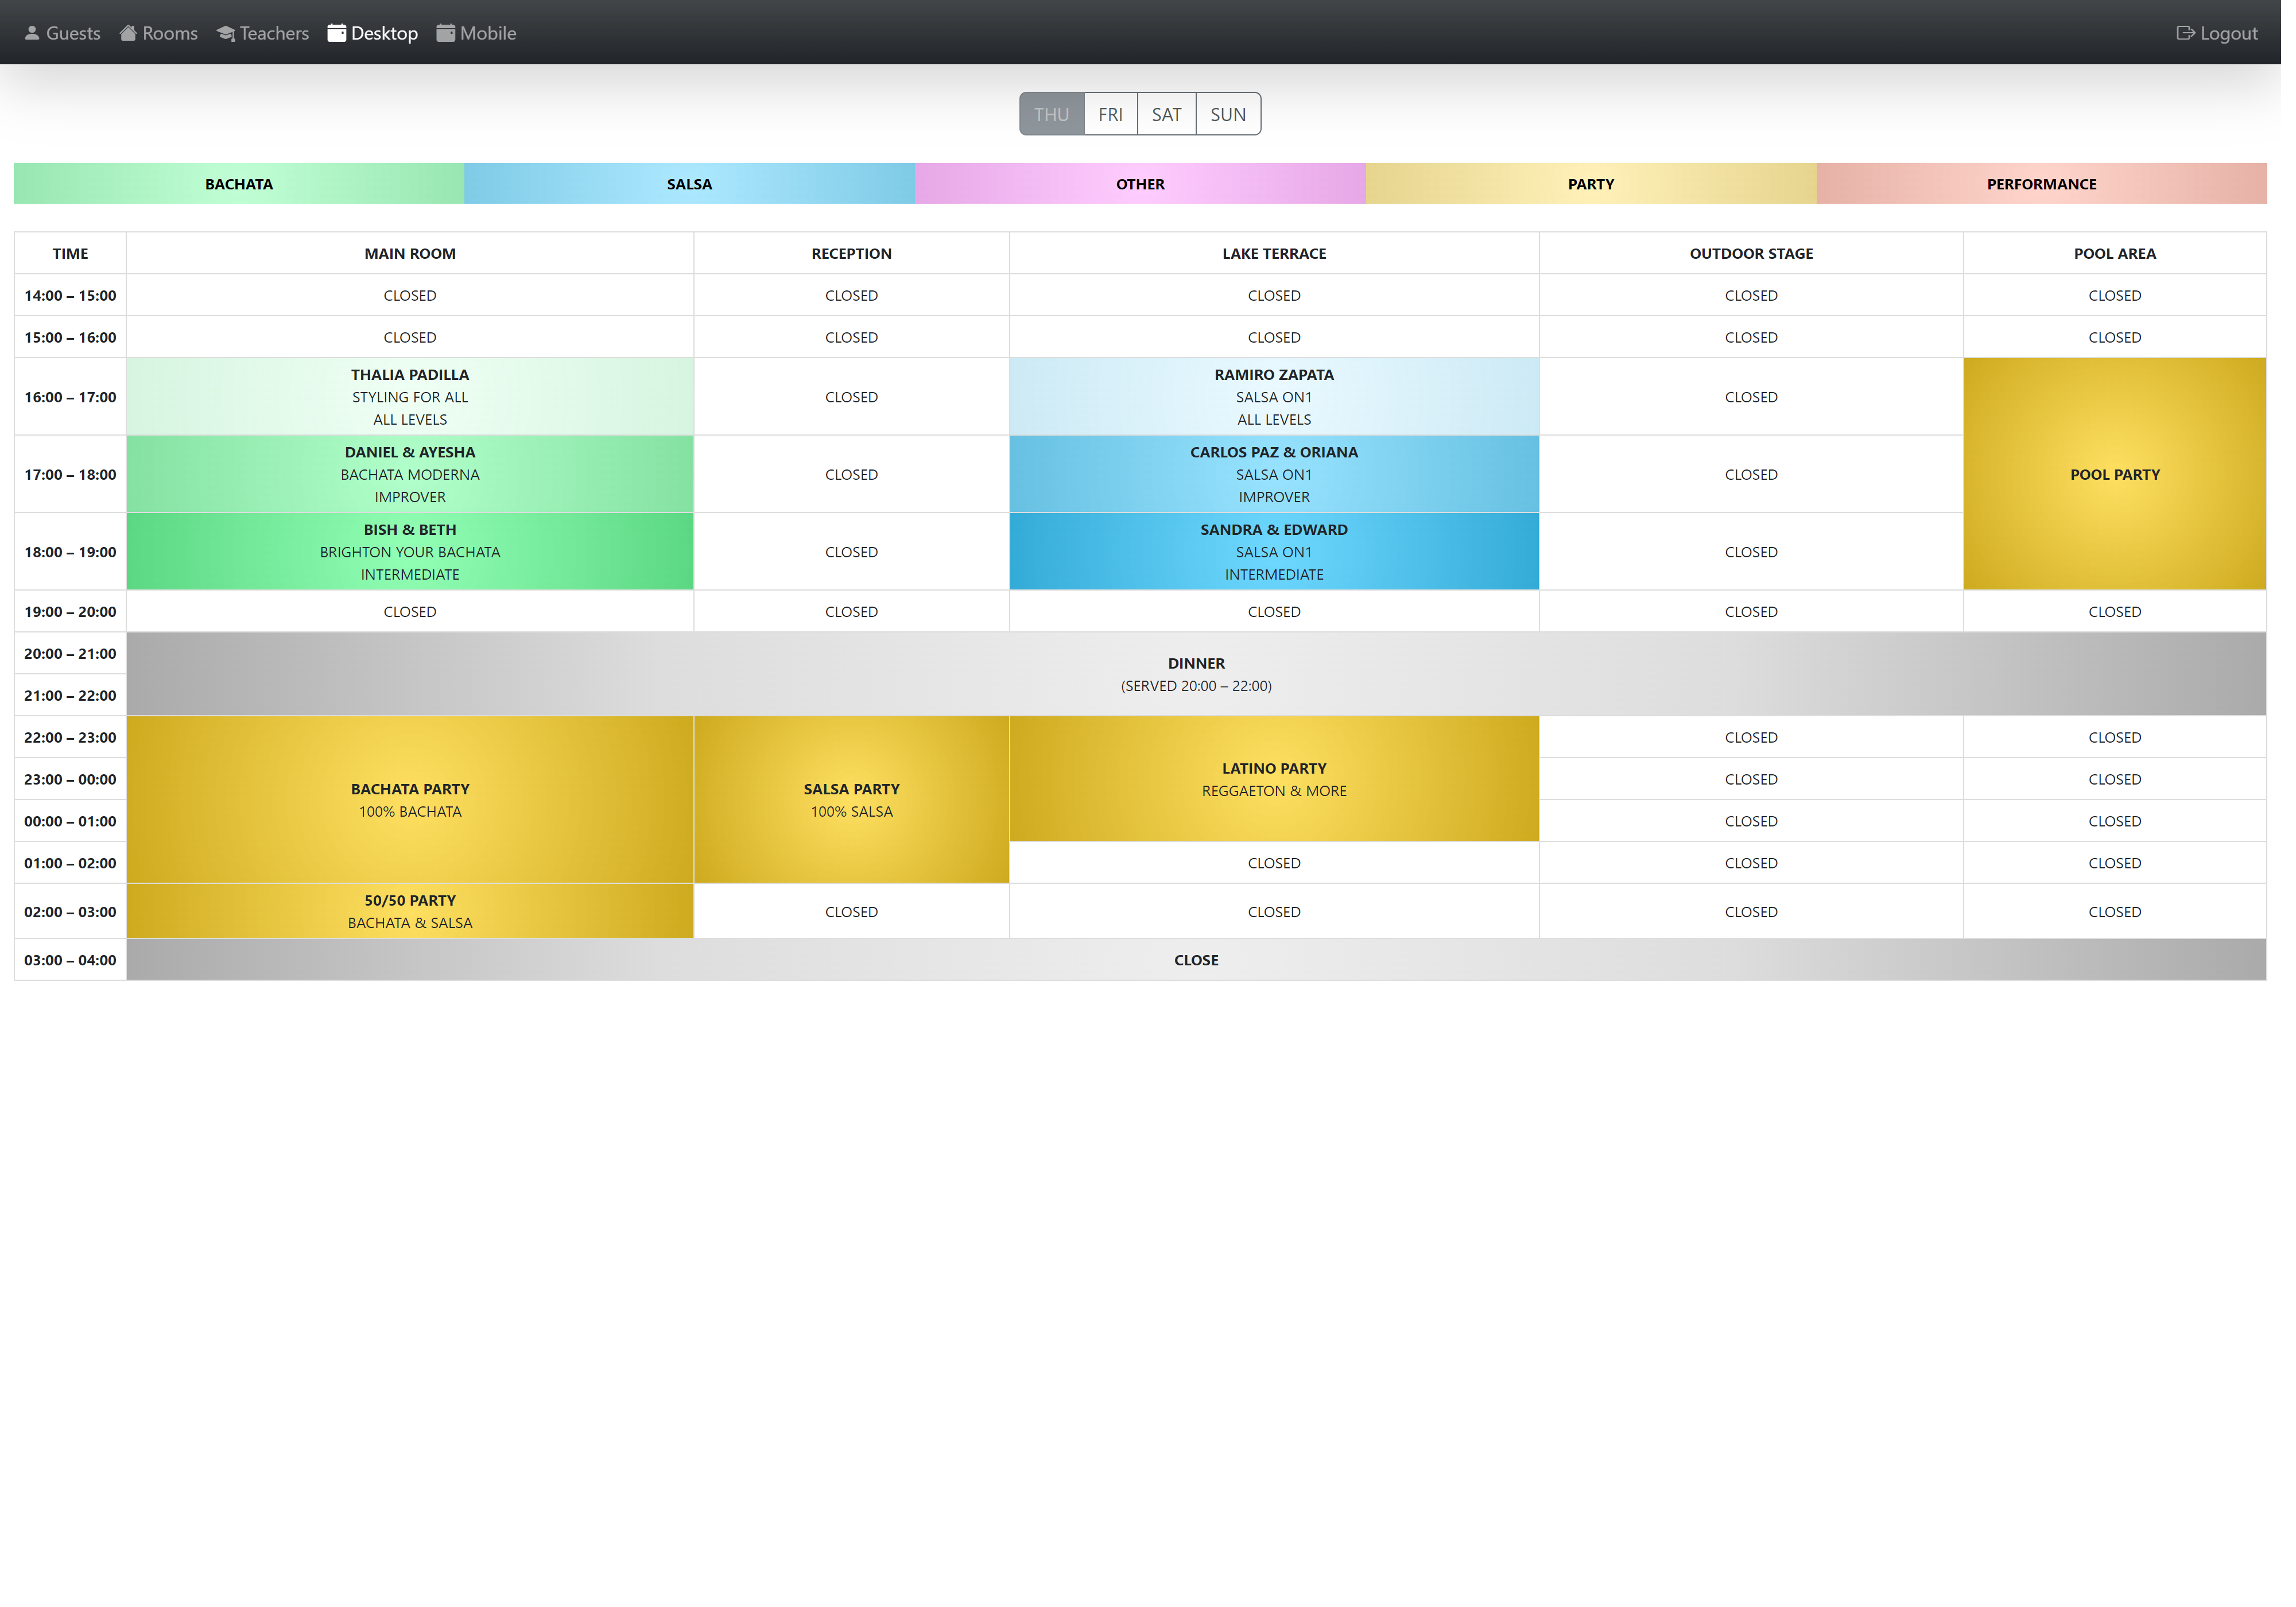 Guests Rooms Teachers Desktop Mobile Logout
THU FRI SAT SUN
BACHATA SALSA OTHER PARTY PERFORMANCE
TIME MAIN ROOM RECEPTION LAKE TERRACE OUTDOOR STAGE POOL AREA
14:00 – 15:00 CLOSED CLOSED CLOSED CLOSED CLOSED
15:00 – 16:00 CLOSED CLOSED CLOSED CLOSED CLOSED
THALIA PADILLA RAMIRO ZAPATA
16:00 – 17:00 STYLING FOR ALL CLOSED SALSA ON1 CLOSED
ALL LEVELS ALL LEVELS
DANIEL & AYESHA CARLOS PAZ & ORIANA
17:00 – 18:00 BACHATA MODERNA CLOSED SALSA ON1 CLOSED POOL PARTY
IMPROVER IMPROVER
BISH & BETH SANDRA & EDWARD
18:00 – 19:00 BRIGHTON YOUR BACHATA CLOSED SALSA ON1 CLOSED
INTERMEDIATE INTERMEDIATE
19:00 – 20:00 CLOSED CLOSED CLOSED CLOSED CLOSED
20:00 – 21:00
DINNER
(SERVED 20:00 – 22:00)
21:00 – 22:00
22:00 – 23:00 CLOSED CLOSED
LATINO PARTY
23:00 – 00:00 CLOSED CLOSED
BACHATA PARTY SALSA PARTY REGGAETON & MORE
100% BACHATA 100% SALSA
00:00 – 01:00 CLOSED CLOSED
01:00 – 02:00 CLOSED CLOSED CLOSED
50/50 PARTY
02:00 – 03:00 CLOSED CLOSED CLOSED CLOSED
BACHATA & SALSA
03:00 – 04:00 CLOSE